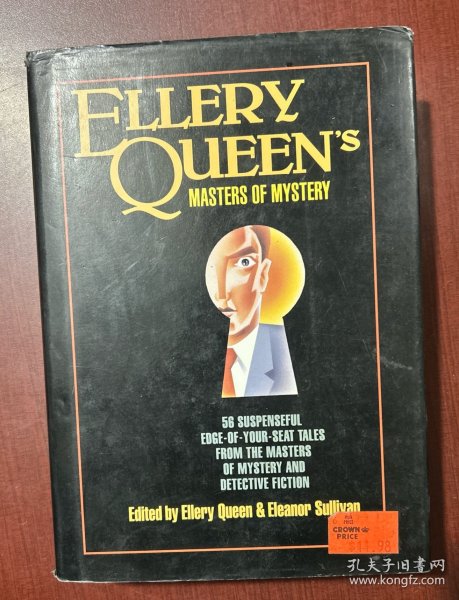 ELLERY
QUEEN'S
MASTERS OF MYSTERY
56 SUSPENSEFUL
EDGE-OF-YOUR-SEAT TALES
FROM THE MASTERS
OF MYSTERY AND
DETECTIVE FICTION
Edited by Ellery Queen & Eleanor Sullivan
CROWN
PRICE
孔夫子旧书网
www.kongfz.com